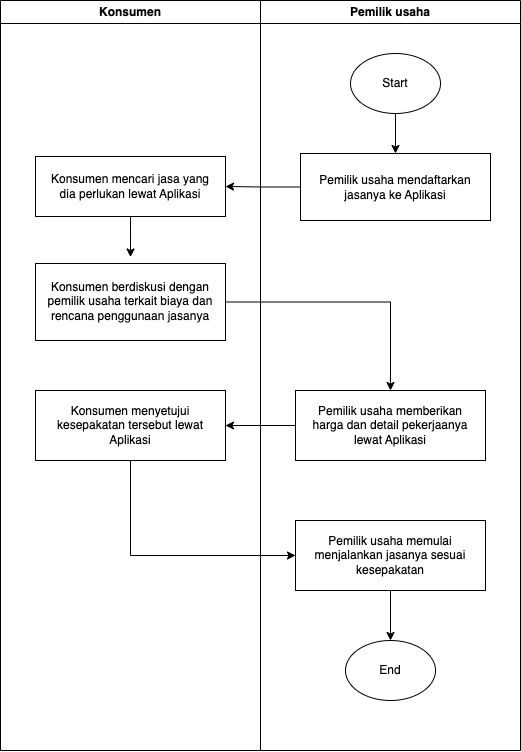 Konsumen
Pemilik usaha
Start
Pemilik usaha mendaftarkan
jasanya ke Aplikasi
Konsumen mencari jasa yang
dia perlukan lewat Aplikasi
Konsumen berdiskusi dengan
pemilik usaha terkait biaya dan
rencana penggunaan jasanya
Pemilik usaha memberikan
harga dan detail pekerjaanya
lewat Aplikasi
Konsumen menyetujui
kesepakatan tersebut lewat
Aplikasi
Pemilik usaha memulai
menjalankan jasanya sesuai
kesepakatan
End